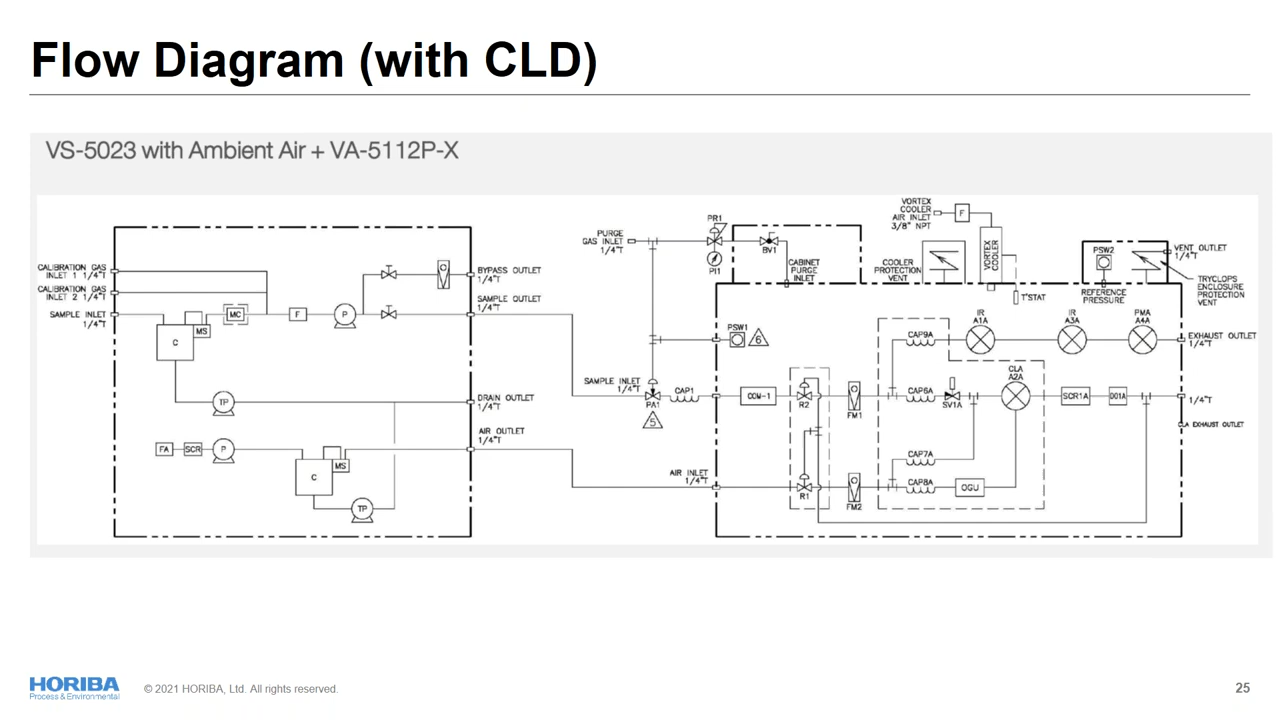 Flow Diagram (with CLD)
VS-5023 with Ambient Air + VA-5112P-X
CALIBRATION GAS
INLET 1 1/4"T
CALIBRATION GAS
INLET 2 1/4"T
SAMPLE INLET
1/4"T
C
MS
MC
F
P
BYPASS OUTLET
1/4"T
SAMPLE OUTLET
1/4"T
TP
DRAIN OUTLET
1/4"T
AIR OUTLET
1/4"T
FA
SCR
P
C
MS
TP
PURGE
GAS INLET
1/4"T
PR1
PI1
BV1
CABINET
PURGE
INLET
VORTEX
COOLER
AIR INLET
3/8" NPT
F
COOLER
PROTECTION
VENT
VORTEX
COOLER
T'STAT
PSW2
REFERENCE
PRESSURE
VENT OUTLET
1/4"T
TRYCLOPS
ENCLOSURE
PROTECTION
VENT
PSW1
6
SAMPLE INLET
1/4"T
PA1
5
CAP1
COM-1
R2
FM1
CAP9A
IR
A1A
IR
A3A
PMA
A4A
EXHAUST OUTLET
1/4"T
CAP6A
SV1A
CLA
A2A
SCR1A
D01A
1/4"T
CLA EXHAUST OUTLET
AIR INLET
1/4"T
R1
FM2
CAP7A
CAP8A
OGU
HORIBA
Process & Environmental
© 2021 HORIBA, Ltd. All rights reserved.
25